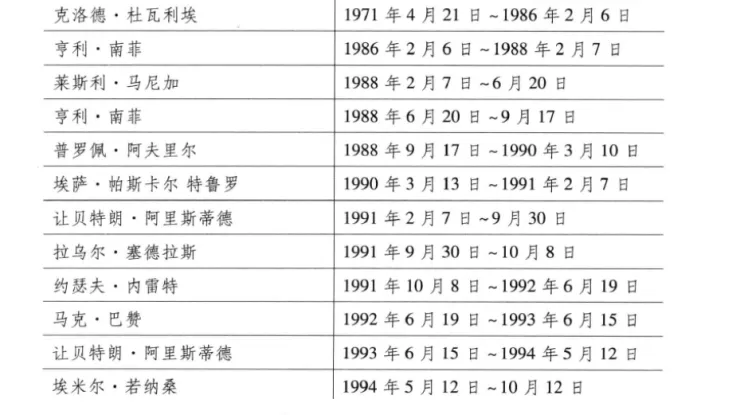 克洛德·杜瓦利埃 1971 年 4 月 21 日 ~1986 年 2 月 6 日
亨利·南菲 1986 年 2 月 6 日 ~1988 年 2 月 7 日
莱斯利·马尼加 1988 年 2 月 7 日 ~6 月 20 日
亨利·南菲 1988 年 6 月 20 日 ~9 月 17 日
普罗佩·阿夫里尔 1988 年 9 月 17 日 ~1990 年 3 月 10 日
埃萨·帕斯卡尔 特鲁罗 1990 年 3 月 13 日 ~1991 年 2 月 7 日
让贝特朗·阿里斯蒂德 1991 年 2 月 7 日 ~9 月 30 日
拉乌尔·塞德拉斯 1991 年 9 月 30 日 ~10 月 8 日
约瑟夫·内雷特 1991 年 10 月 8 日 ~1992 年 6 月 19 日
马克·巴赞 1992 年 6 月 19 日 ~1993 年 6 月 15 日
让贝特朗·阿里斯蒂德 1993 年 6 月 15 日 ~1994 年 5 月 12 日
埃米尔·若纳桑 1994 年 5 月 12 日 ~10 月 12 日